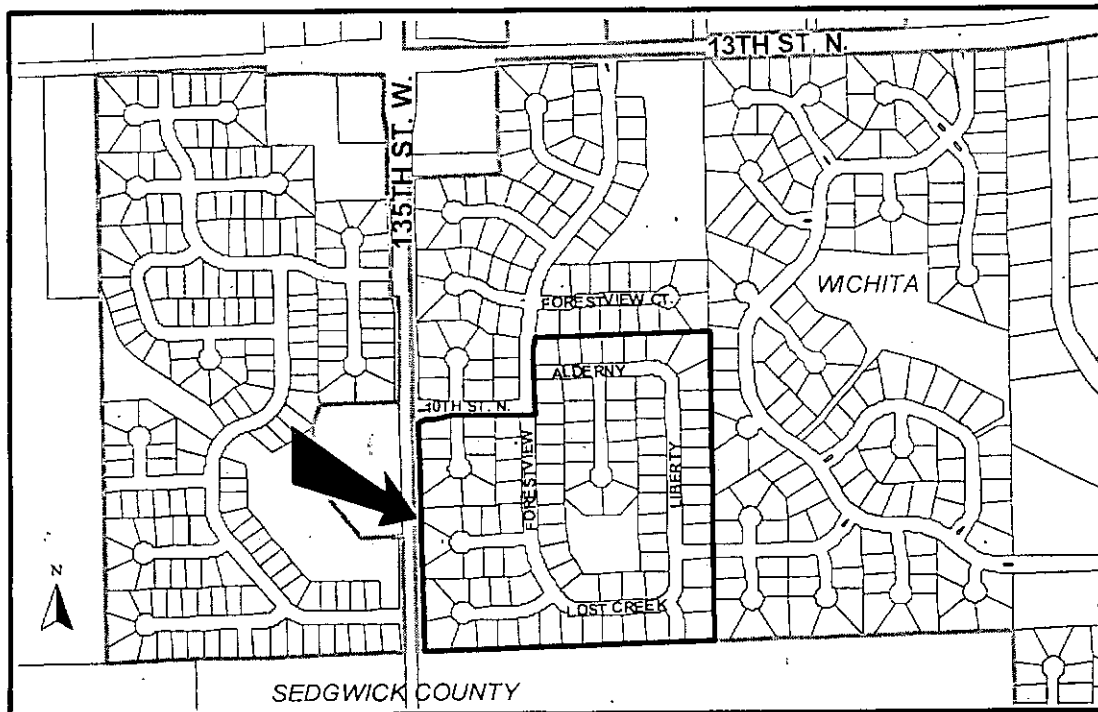 13TH ST. N.
135TH ST. W.
WICHITA
FORESTVIEW CT.
ALDERNY
10TH ST. N.
FORESTVIEW
LIBERTY
LOST CREEK
N
SEDGWICK COUNTY